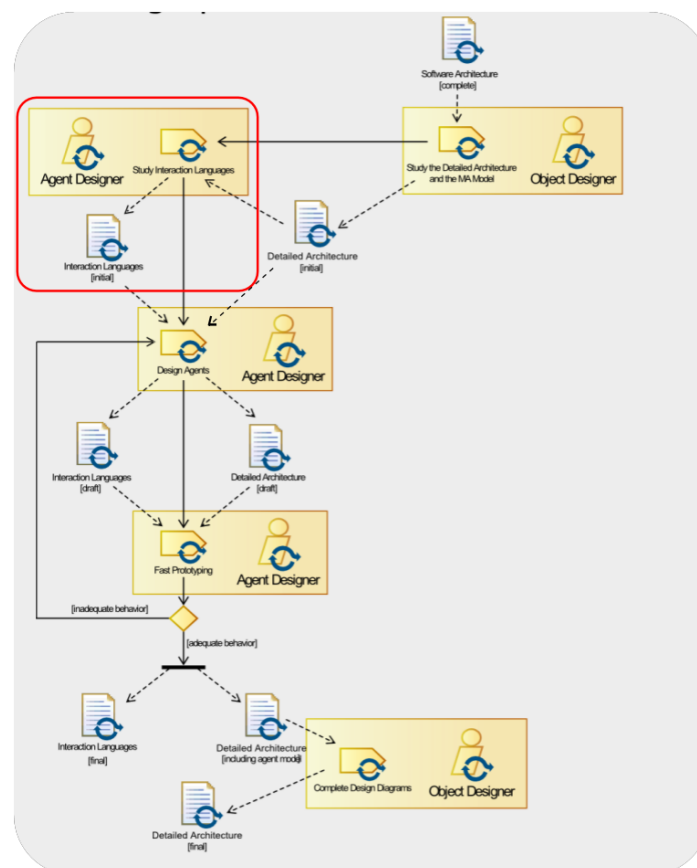 Software Architecture
[complete]
Agent Designer
Study Interaction Languages
Study the Detailed Architecture
and the MA Model
Object Designer
Interaction Languages
[initial]
Detailed Architecture
[initial]
Design Agents
Agent Designer
Interaction Languages
[draft]
Detailed Architecture
[draft]
Fast Prototyping
Agent Designer
[inadequate behavior]
[adequate behavior]
Interaction Languages
[final]
Detailed Architecture
[including agent model]
Complete Design Diagrams
Object Designer
Detailed Architecture
[final]